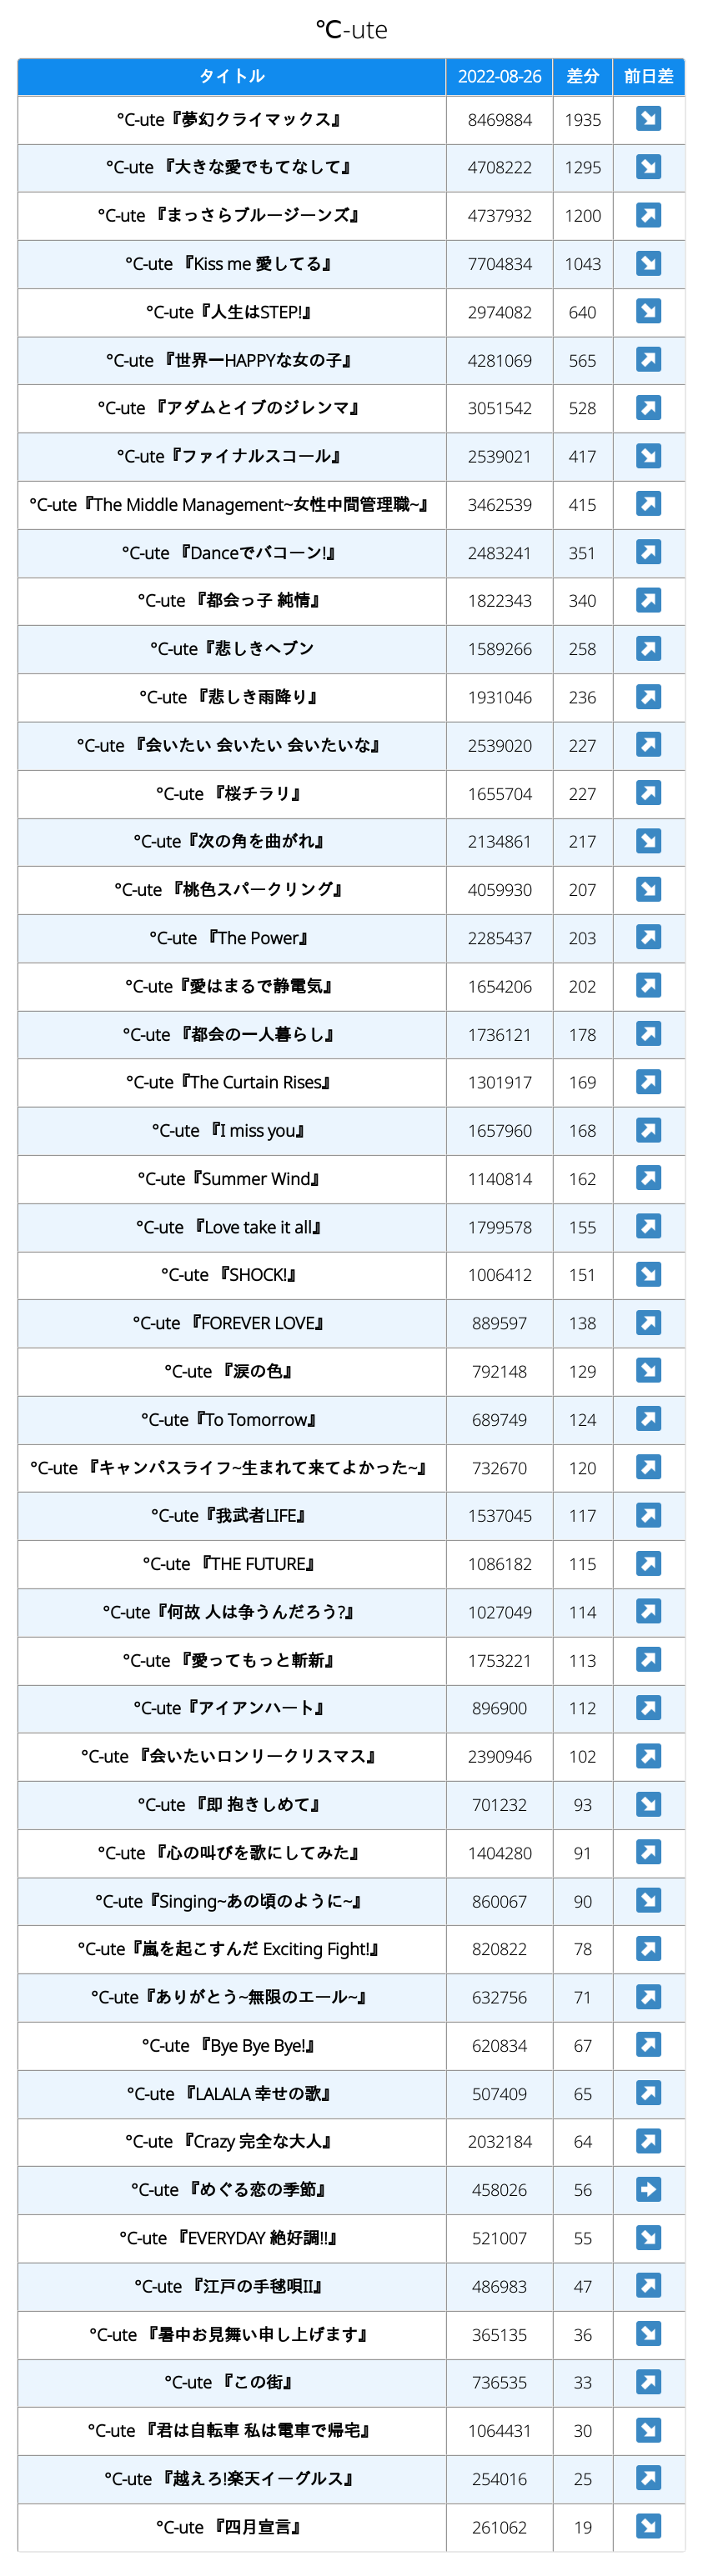 ℃-ute
タイトル 2022-08-26 差分 前日差
°C-ute『夢幻クライマックス』 8469884 1935 ↘
°C-ute 『大きな愛でもてなして』 4708222 1295 ↘
°C-ute 『まっさらブルージーンズ』 4737932 1200 ↗
°C-ute 『Kiss me 愛してる』 7704834 1043 ↘
°C-ute『人生はSTEP!』 2974082 640 ↘
°C-ute 『世界一HAPPYな女の子』 4281069 565 ↗
°C-ute 『アダムとイブのジレンマ』 3051542 528 ↗
°C-ute『ファイナルスコール』 2539021 417 ↘
°C-ute『The Middle Management~女性中間管理職~』 3462539 415 ↗
°C-ute 『Danceでバコーン!』 2483241 351 ↗
°C-ute 『都会っ子 純情』 1822343 340 ↗
°C-ute『悲しきヘブン 1589266 258 ↗
°C-ute 『悲しき雨降り』 1931046 236 ↗
°C-ute 『会いたい 会いたい 会いたいな』 2539020 227 ↗
°C-ute 『桜チラリ』 1655704 227 ↗
°C-ute『次の角を曲がれ』 2134861 217 ↘
°C-ute 『桃色スパークリング』 4059930 207 ↘
°C-ute 『The Power』 2285437 203 ↗
°C-ute『愛はまるで静電気』 1654206 202 ↗
°C-ute 『都会の一人暮らし』 1736121 178 ↗
°C-ute『The Curtain Rises』 1301917 169 ↗
°C-ute 『I miss you』 1657960 168 ↗
°C-ute『Summer Wind』 1140814 162 ↗
°C-ute 『Love take it all』 1799578 155 ↗
°C-ute 『SHOCK!』 1006412 151 ↘
°C-ute 『FOREVER LOVE』 889597 138 ↗
°C-ute 『涙の色』 792148 129 ↘
°C-ute『To Tomorrow』 689749 124 ↗
°C-ute 『キャンパスライフ~生まれて来てよかった~』 732670 120 ↗
°C-ute『我武者LIFE』 1537045 117 ↗
°C-ute 『THE FUTURE』 1086182 115 ↗
°C-ute『何故 人は争うんだろう?』 1027049 114 ↗
°C-ute 『愛ってもっと斬新』 1753221 113 ↗
°C-ute『アイアンハート』 896900 112 ↗
°C-ute 『会いたいロンリークリスマス』 2390946 102 ↗
°C-ute 『即 抱きしめて』 701232 93 ↘
°C-ute 『心の叫びを歌にしてみた』 1404280 91 ↗
°C-ute『Singing~あの頃のように~』 860067 90 ↘
°C-ute『嵐を起こすんだ Exciting Fight!』 820822 78 ↗
°C-ute『ありがとう~無限のエール~』 632756 71 ↗
°C-ute 『Bye Bye Bye!』 620834 67 ↗
°C-ute 『LALALA 幸せの歌』 507409 65 ↗
°C-ute 『Crazy 完全な大人』 2032184 64 ↗
°C-ute 『めぐる恋の季節』 458026 56 ➡
°C-ute 『EVERYDAY 絶好調!!』 521007 55 ↘
°C-ute 『江戸の手毬唄II』 486983 47 ↗
°C-ute 『暑中お見舞い申し上げます』 365135 36 ↘
°C-ute 『この街』 736535 33 ↗
°C-ute 『君は自転車 私は電車で帰宅』 1064431 30 ↘
°C-ute 『越えろ!楽天イーグルス』 254016 25 ↗
°C-ute 『四月宣言』 261062 19 ↘